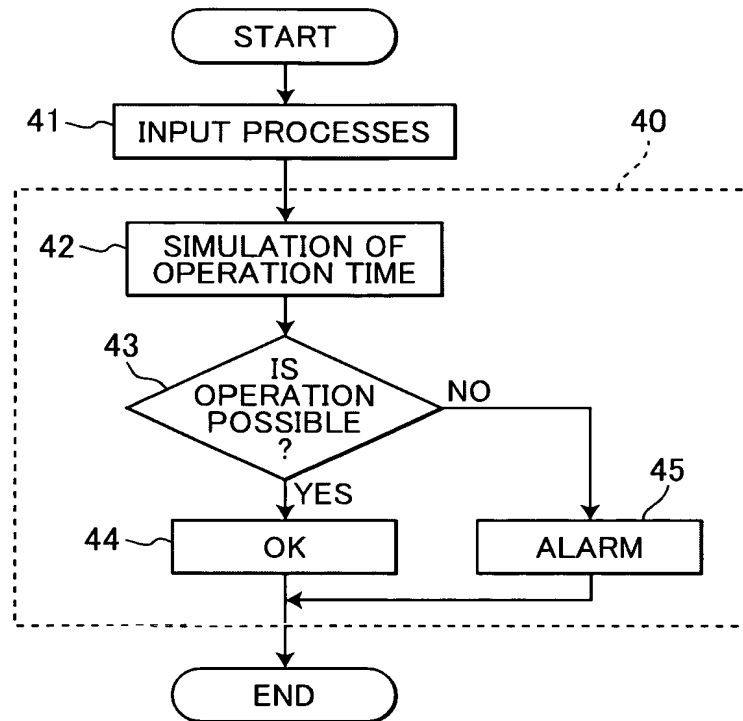 START
41
INPUT PROCESSES
40
42
SIMULATION OF
OPERATION TIME
43
IS
OPERATION
POSSIBLE
?
NO
YES
44
OK
45
ALARM
END